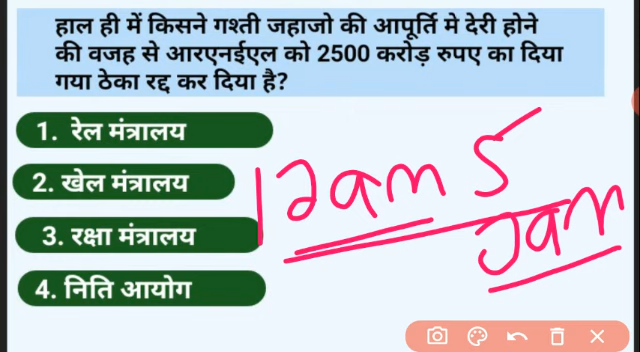 हाल ही में किसने गश्ती जहाजो की आपूर्ति मे देरी होने
की वजह से आरएनईएल को 2500 करोड़ रुपए का दिया
गया ठेका रद्द कर दिया है?
1. रेल मंत्रालय
2. खेल मंत्रालय
3. रक्षा मंत्रालय
4. निति आयोग
12am 5
Jam